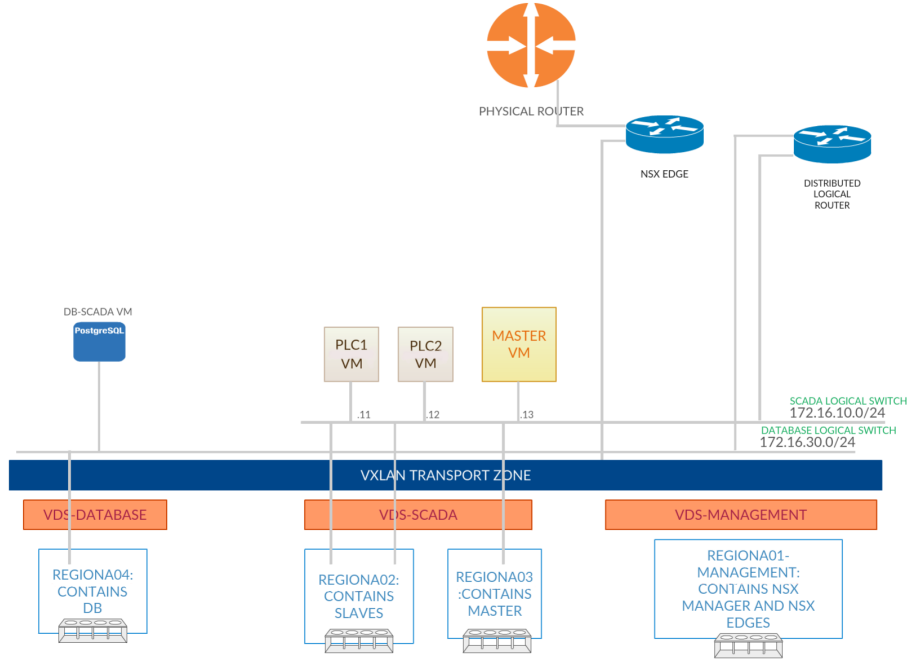 PHYSICAL ROUTER
NSX EDGE
DISTRIBUTED
LOGICAL
ROUTER
DB-SCADA VM
PostgreSQL
PLC1
VM
PLC2
VM
MASTER
VM
.11
.12
.13
SCADA LOGICAL SWITCH
172.16.10.0/24
DATABASE LOGICAL SWITCH
172.16.30.0/24
VXLAN TRANSPORT ZONE
VDS-DATABASE
VDS-SCADA
VDS-MANAGEMENT
REGIONA04:
CONTAINS
DB
REGIONA02:
CONTAINS
SLAVES
REGIONA03
:CONTAINS
MASTER
REGIONA01-
MANAGEMENT:
CONTAINS NSX
MANAGER AND NSX
EDGES